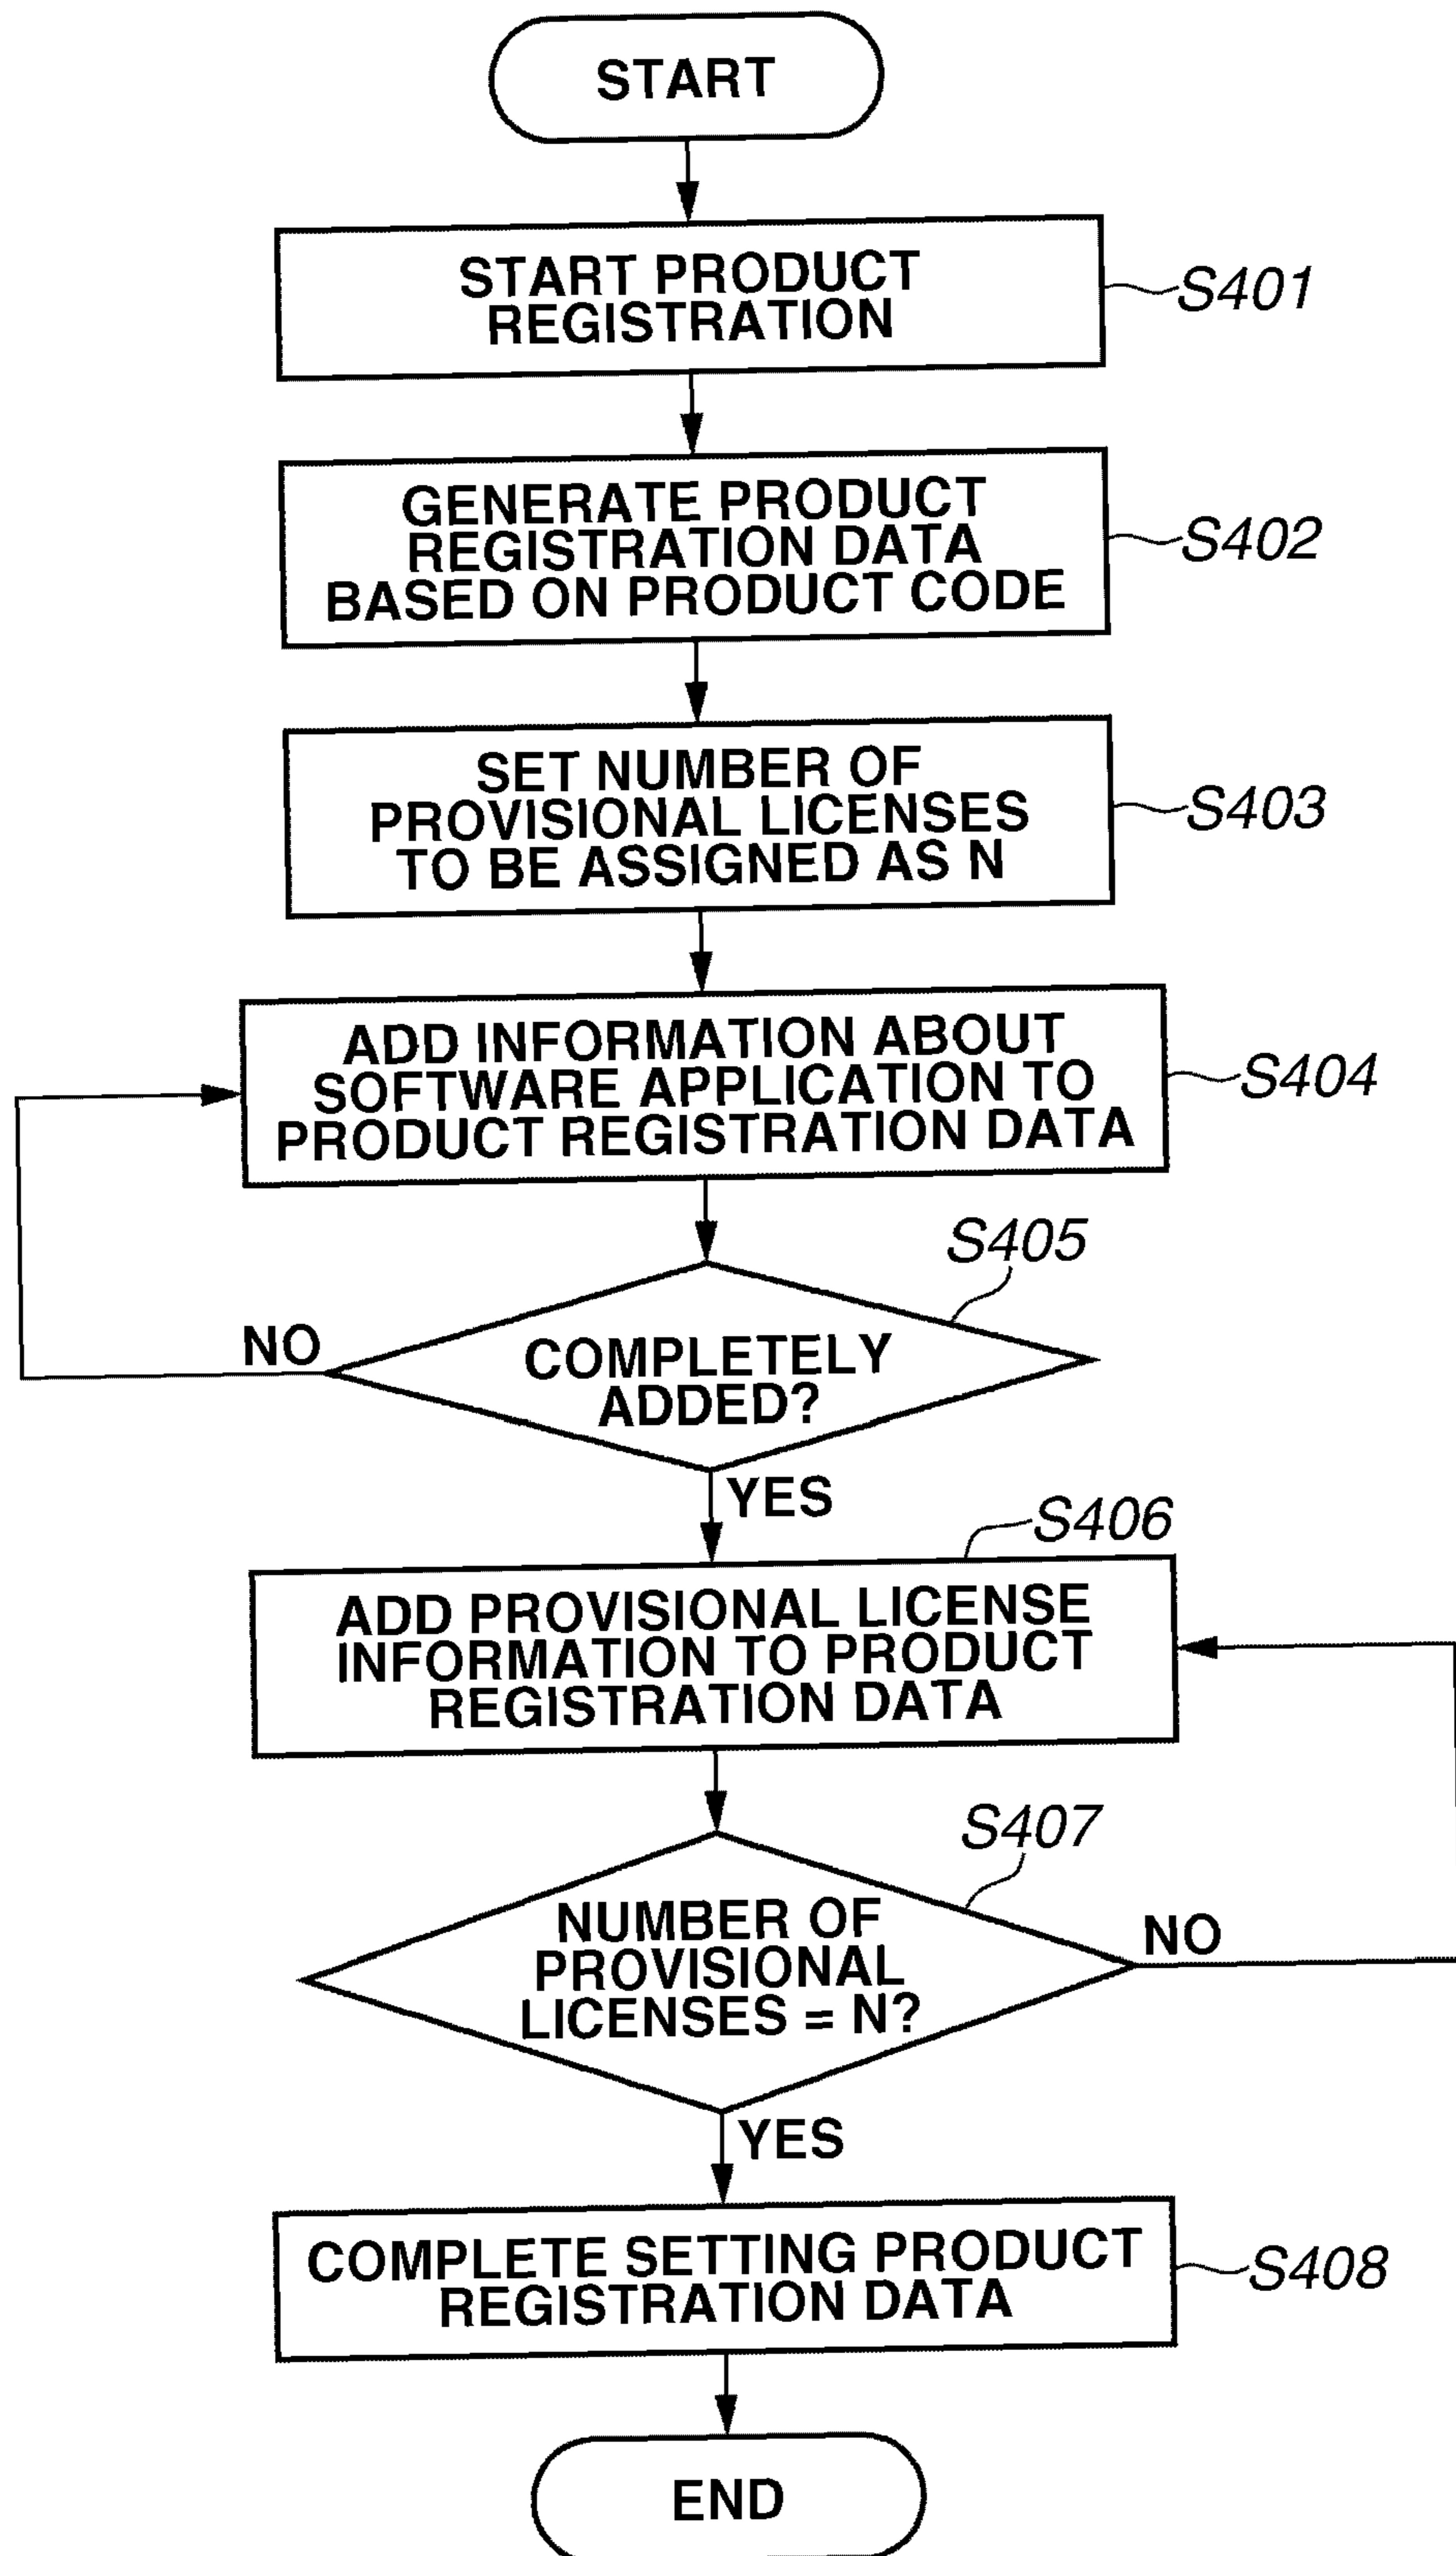 START
START PRODUCT
REGISTRATION
S401
GENERATE PRODUCT
REGISTRATION DATA
BASED ON PRODUCT CODE
S402
SET NUMBER OF
PROVISIONAL LICENSES
TO BE ASSIGNED AS N
S403
ADD INFORMATION ABOUT
SOFTWARE APPLICATION TO
PRODUCT REGISTRATION DATA
S404
S405
COMPLETELY
ADDED?
NO
YES
S406
ADD PROVISIONAL LICENSE
INFORMATION TO PRODUCT
REGISTRATION DATA
S407
NUMBER OF
PROVISIONAL
LICENSES = N?
NO
YES
COMPLETE SETTING PRODUCT
REGISTRATION DATA
S408
END